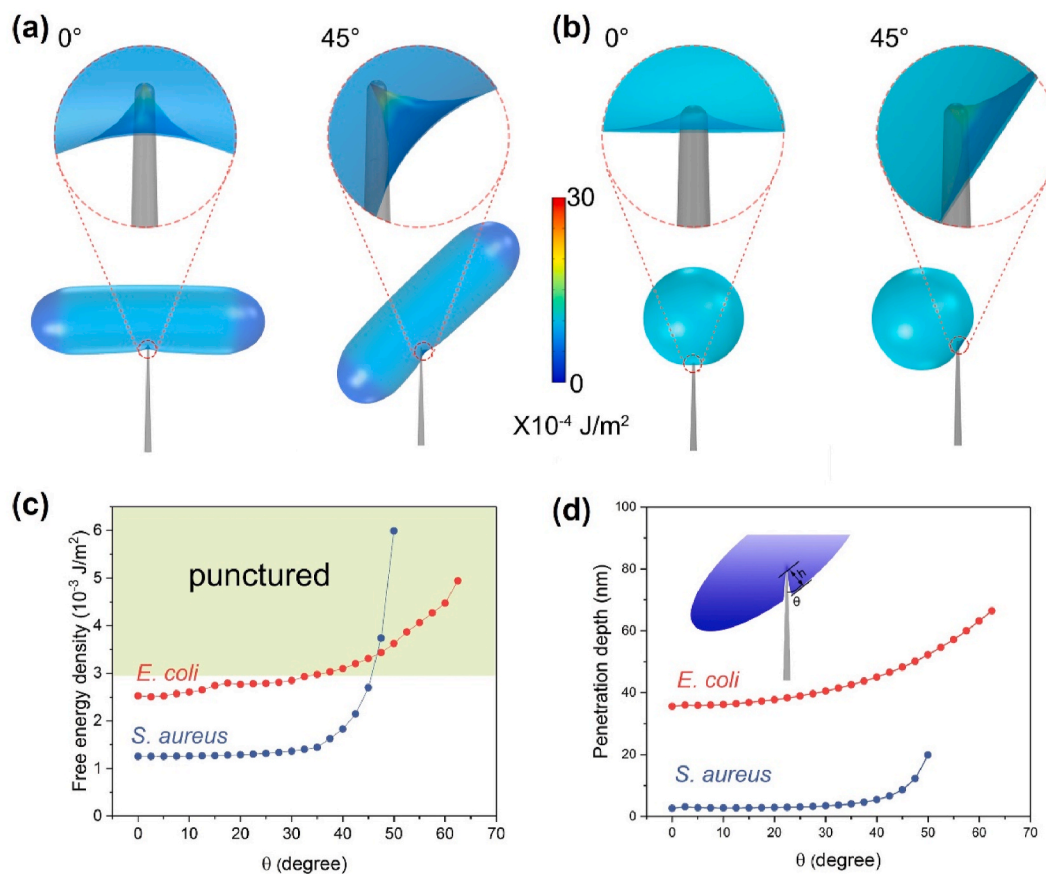 (a)
0°
45°
(b)
0°
45°
30
0
X10⁻⁴ J/m²
(c)
Free energy density (10⁻³ J/m²)
6
5
4
3
2
1
0
punctured
E. coli
S. aureus
0 10 20 30 40 50 60 70
θ (degree)
(d)
Penetration depth (nm)
100
80
60
40
20
0
h
θ
E. coli
S. aureus
0 10 20 30 40 50 60 70
θ (degree)